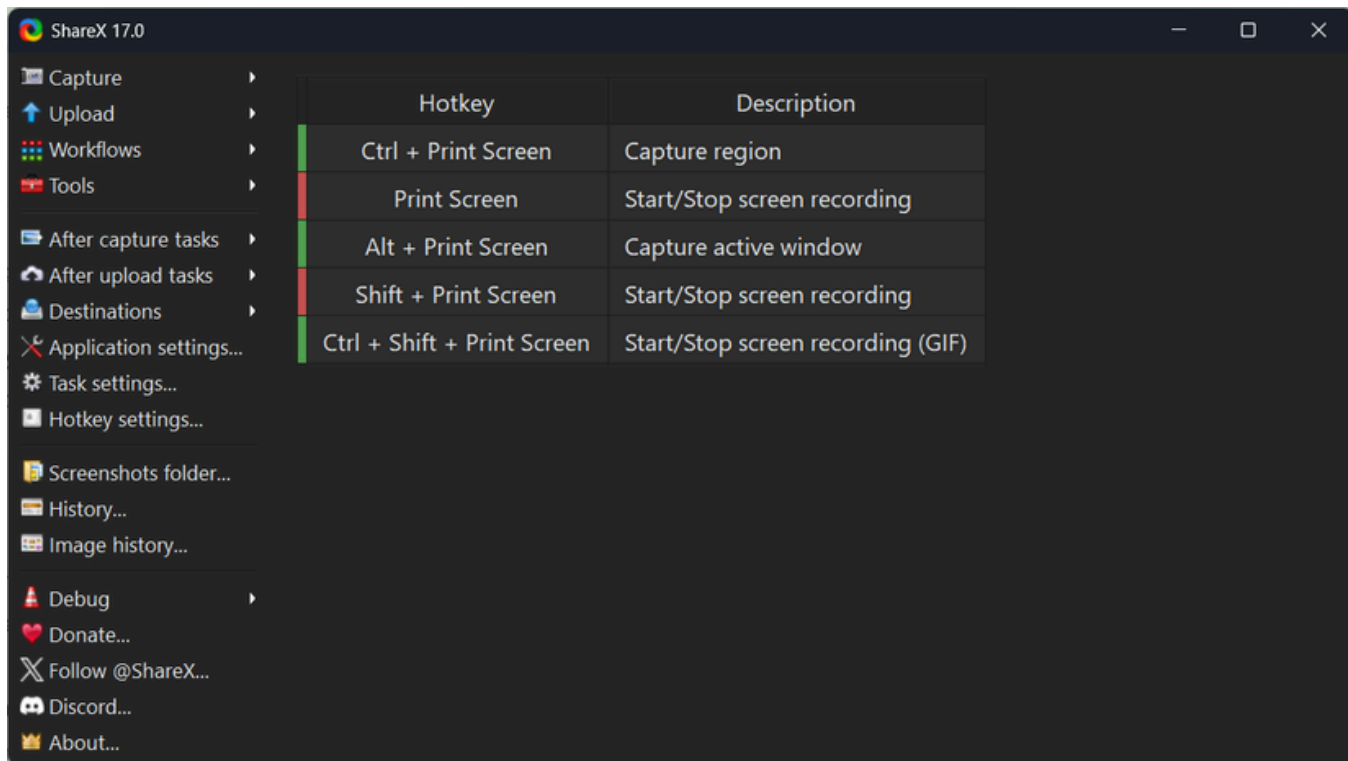 ShareX 17.0
Capture
Upload
Workflows
Tools
After capture tasks
After upload tasks
Destinations
Application settings...
Task settings...
Hotkey settings...
Screenshots folder...
History...
Image history...
Debug
Donate...
Follow @ShareX...
Discord...
About...
Hotkey Description
Ctrl + Print Screen Capture region
Print Screen Start/Stop screen recording
Alt + Print Screen Capture active window
Shift + Print Screen Start/Stop screen recording
Ctrl + Shift + Print Screen Start/Stop screen recording (GIF)